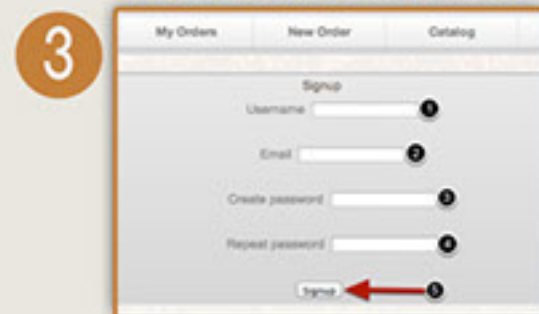 3
My Orders New Order Catalog
Signup
Username 1
Email 2
Create password 3
Repeat password 4
Signup 5